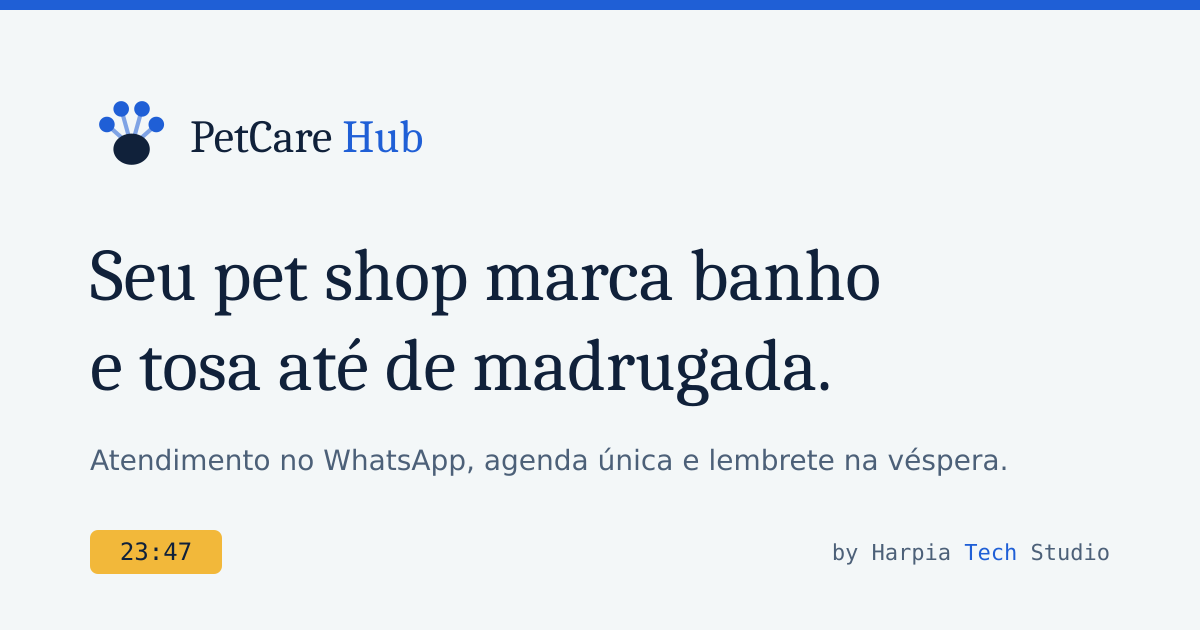 PetCare Hub
Seu pet shop marca banho
e tosa até de madrugada.
Atendimento no WhatsApp, agenda única e lembrete na véspera.
23:47
by Harpia Tech Studio